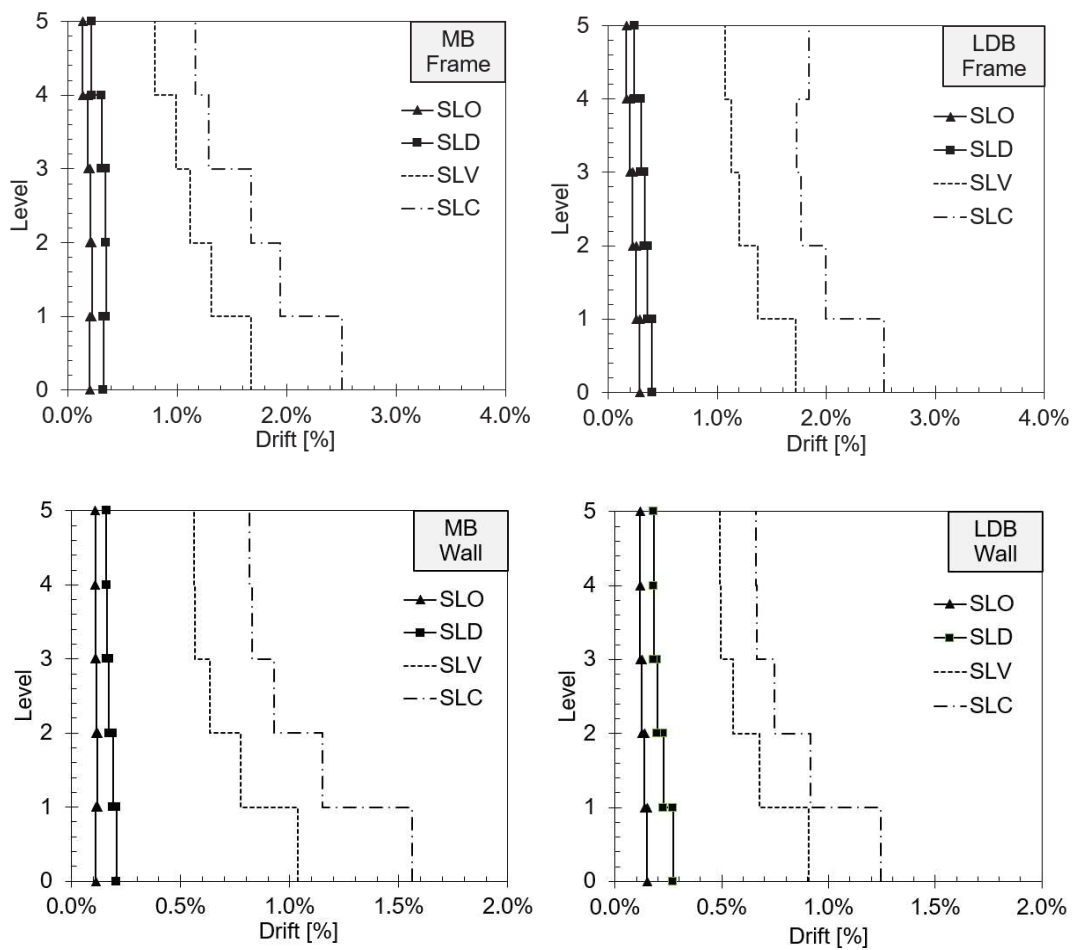 5
4
3
2
1
0
Level
MB
Frame
SLO
SLD
SLV
SLC
0.0% 1.0% 2.0% 3.0% 4.0%
Drift [%]
5
4
3
2
1
0
Level
LDB
Frame
SLO
SLD
SLV
SLC
0.0% 1.0% 2.0% 3.0% 4.0%
Drift [%]
5
4
3
2
1
0
Level
MB
Wall
SLO
SLD
SLV
SLC
0.0% 0.5% 1.0% 1.5% 2.0%
Drift [%]
5
4
3
2
1
0
Level
LDB
Wall
SLO
SLD
SLV
SLC
0.0% 0.5% 1.0% 1.5% 2.0%
Drift [%]